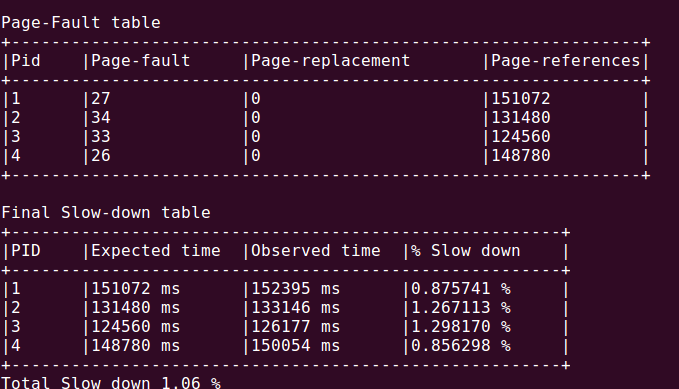 Page-Fault table
+---------------------------------------------------------------+
|Pid    |Page-fault     |Page-replacement       |Page-references|
+---------------------------------------------------------------+
|1      |27             |0                      |151072         |
|2      |34             |0                      |131480         |
|3      |33             |0                      |124560         |
|4      |26             |0                      |148780         |
+---------------------------------------------------------------+
Final Slow-down table
+-------------------------------------------------------+
|PID    |Expected time  |Observed time  |% Slow down    |
+-------------------------------------------------------+
|1      |151072 ms      |152395 ms      |0.875741 %     |
|2      |131480 ms      |133146 ms      |1.267113 %     |
|3      |124560 ms      |126177 ms      |1.298170 %     |
|4      |148780 ms      |150054 ms      |0.856298 %     |
+-------------------------------------------------------+
Total Slow down 1.06 %